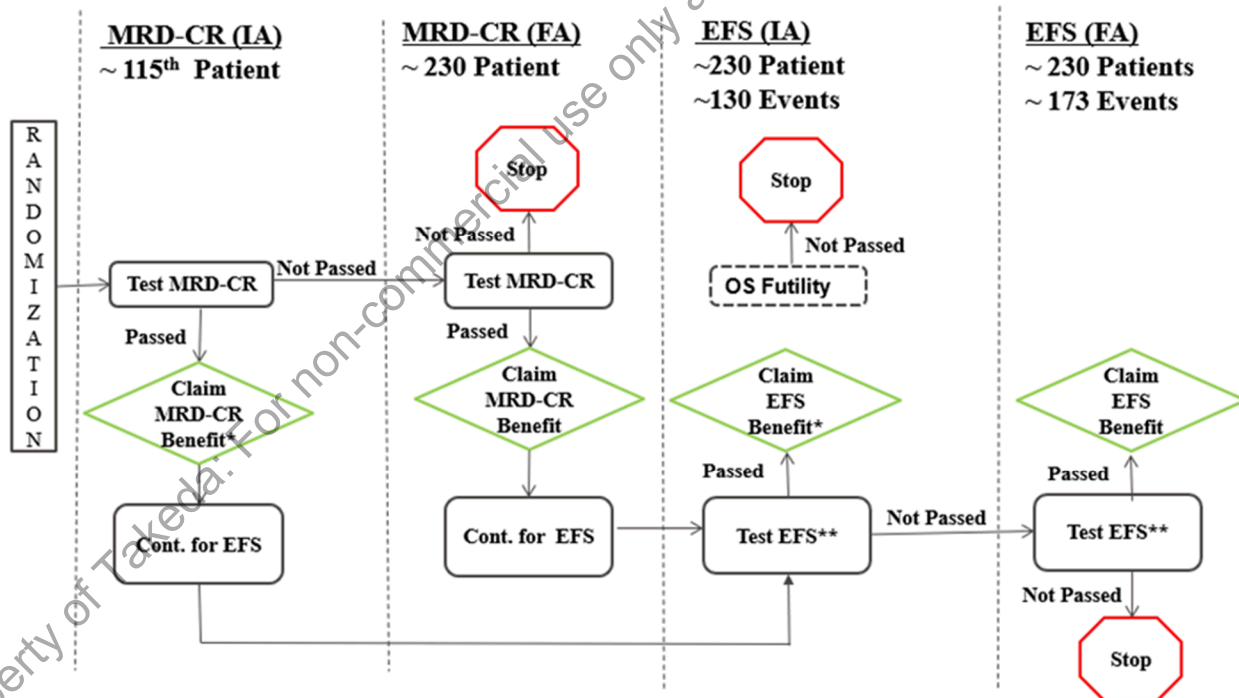 MRD-CR (IA)
~ 115th Patient
MRD-CR (FA)
~ 230 Patient
EFS (IA)
~230 Patient
~130 Events
EFS (FA)
~ 230 Patients
~ 173 Events
RANDOMIZATION
Test MRD-CR
Not Passed
Passed
Claim
MRD-CR
Benefit*
Cont. for EFS
Stop
Not Passed
Test MRD-CR
Passed
Claim
MRD-CR
Benefit
Cont. for EFS
Stop
Not Passed
OS Futility
Claim
EFS
Benefit*
Passed
Test EFS**
Not Passed
Claim
EFS
Benefit
Passed
Test EFS**
Not Passed
Stop
erty of Takeda: For non-commercial use only a